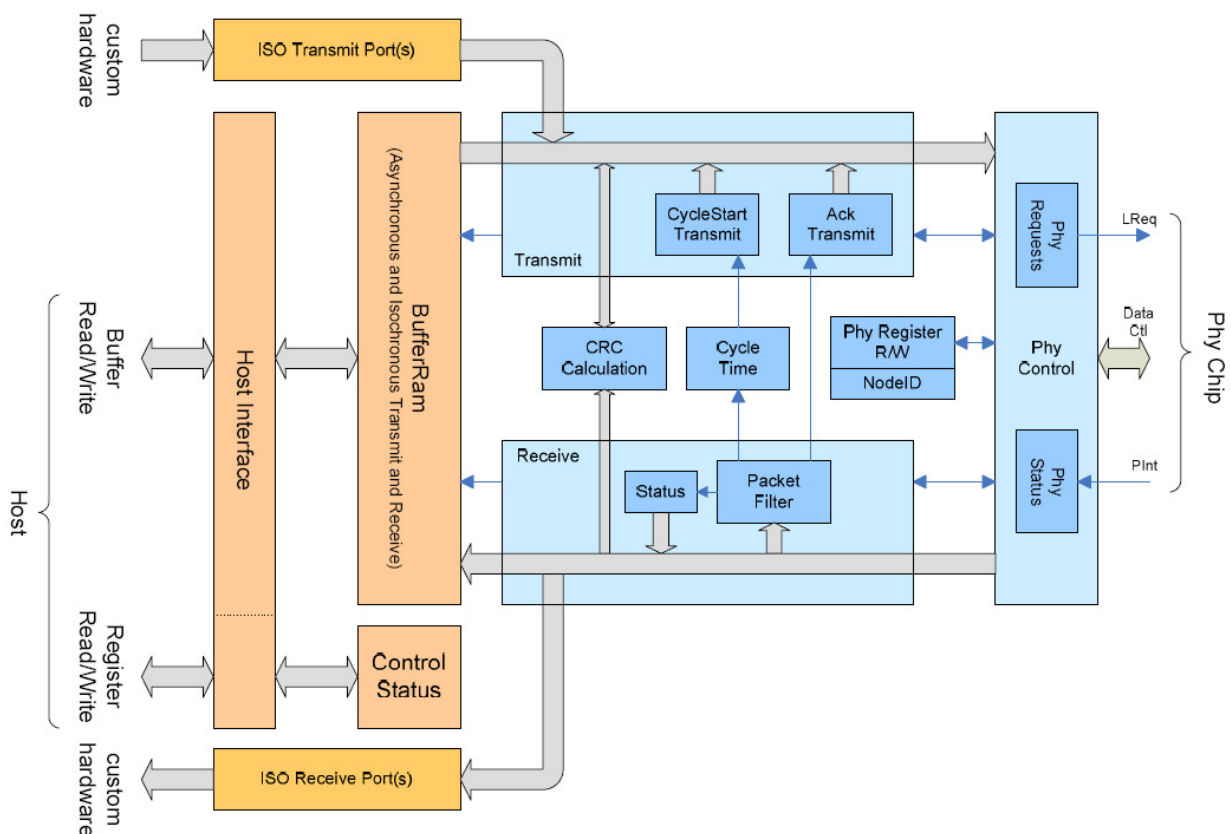 custom
hardware
ISO Transmit Port(s)
Host
Buffer
Read/Write
Register
Read/Write
Host Interface
BufferRam
(Asynchronous and Isochronous Transmit and Receive)
Control
Status
Transmit
CycleStart
Transmit
Ack
Transmit
CRC
Calculation
Cycle
Time
Phy Register
R/W
NodeID
Receive
Status
Packet
Filter
Phy
Requests
Phy
Control
Phy
Status
LReq
Data
Ctl
PInt
Phy Chip
custom
hardware
ISO Receive Port(s)